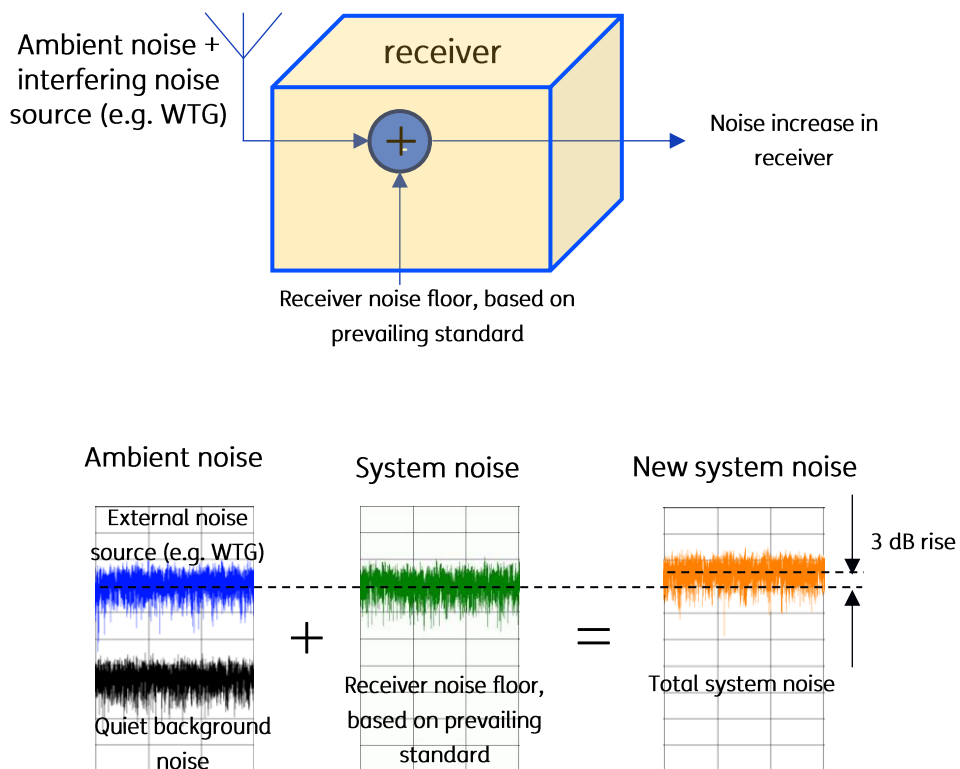 receiver
Ambient noise +
interfering noise
source (e.g. WTG)
+
Noise increase in
receiver
Receiver noise floor, based on
prevailing standard
Ambient noise
System noise
New system noise
External noise
source (e.g. WTG)
3 dB rise
+
=
Quiet background
noise
Receiver noise floor,
based on prevailing
standard
Total system noise